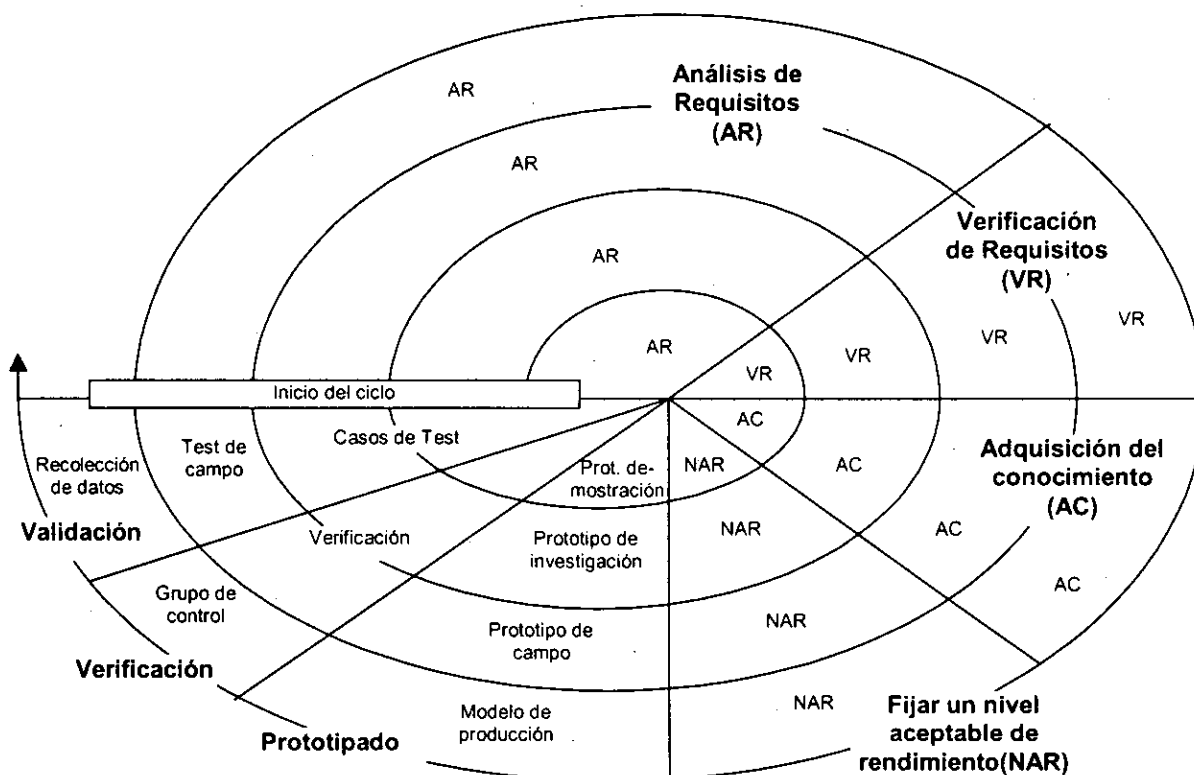 AR
Análisis de
Requisitos
(AR)
AR
AR
Verificación
de Requisitos
(VR)
AR
VR
VR
VR
VR
Inicio del ciclo
Recolección
de datos
Test de
campo
Casos de Test
Prot. de-
mostración
NAR
AC
AC
Adquisición del
conocimiento
(AC)
Validación
Verificación
Prototipo de
investigación
NAR
AC
AC
Grupo de
control
Prototipo de
campo
NAR
Verificación
Prototipado
Modelo de
producción
NAR
Fijar un nivel
aceptable de
rendimiento(NAR)